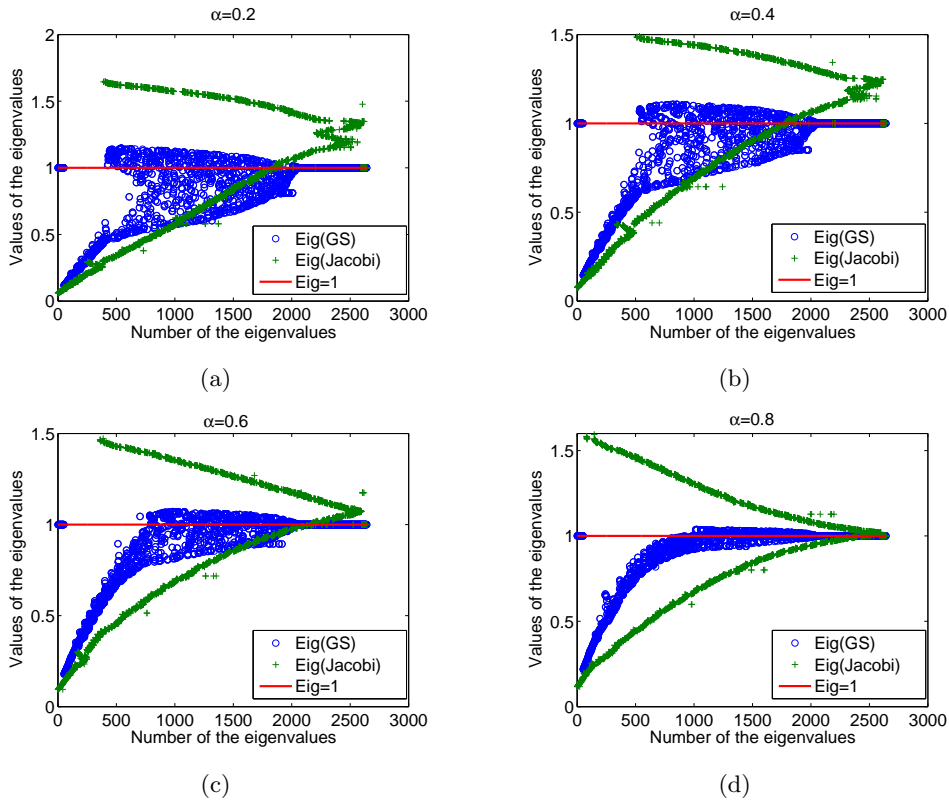 α=0.2
2
1.5
1
0.5
0
Values of the eigenvalues
0 500 1000 1500 2000 2500 3000
Number of the eigenvalues
Eig(GS)
Eig(Jacobi)
Eig=1
(a)
α=0.4
1.5
1
0.5
0
Values of the eigenvalues
0 500 1000 1500 2000 2500 3000
Number of the eigenvalues
Eig(GS)
Eig(Jacobi)
Eig=1
(b)
α=0.6
1.5
1
0.5
0
Values of the eigenvalues
0 500 1000 1500 2000 2500 3000
Number of the eigenvalues
Eig(GS)
Eig(Jacobi)
Eig=1
(c)
α=0.8
1.5
1
0.5
0
Values of the eigenvalues
0 500 1000 1500 2000 2500 3000
Number of the eigenvalues
Eig(GS)
Eig(Jacobi)
Eig=1
(d)